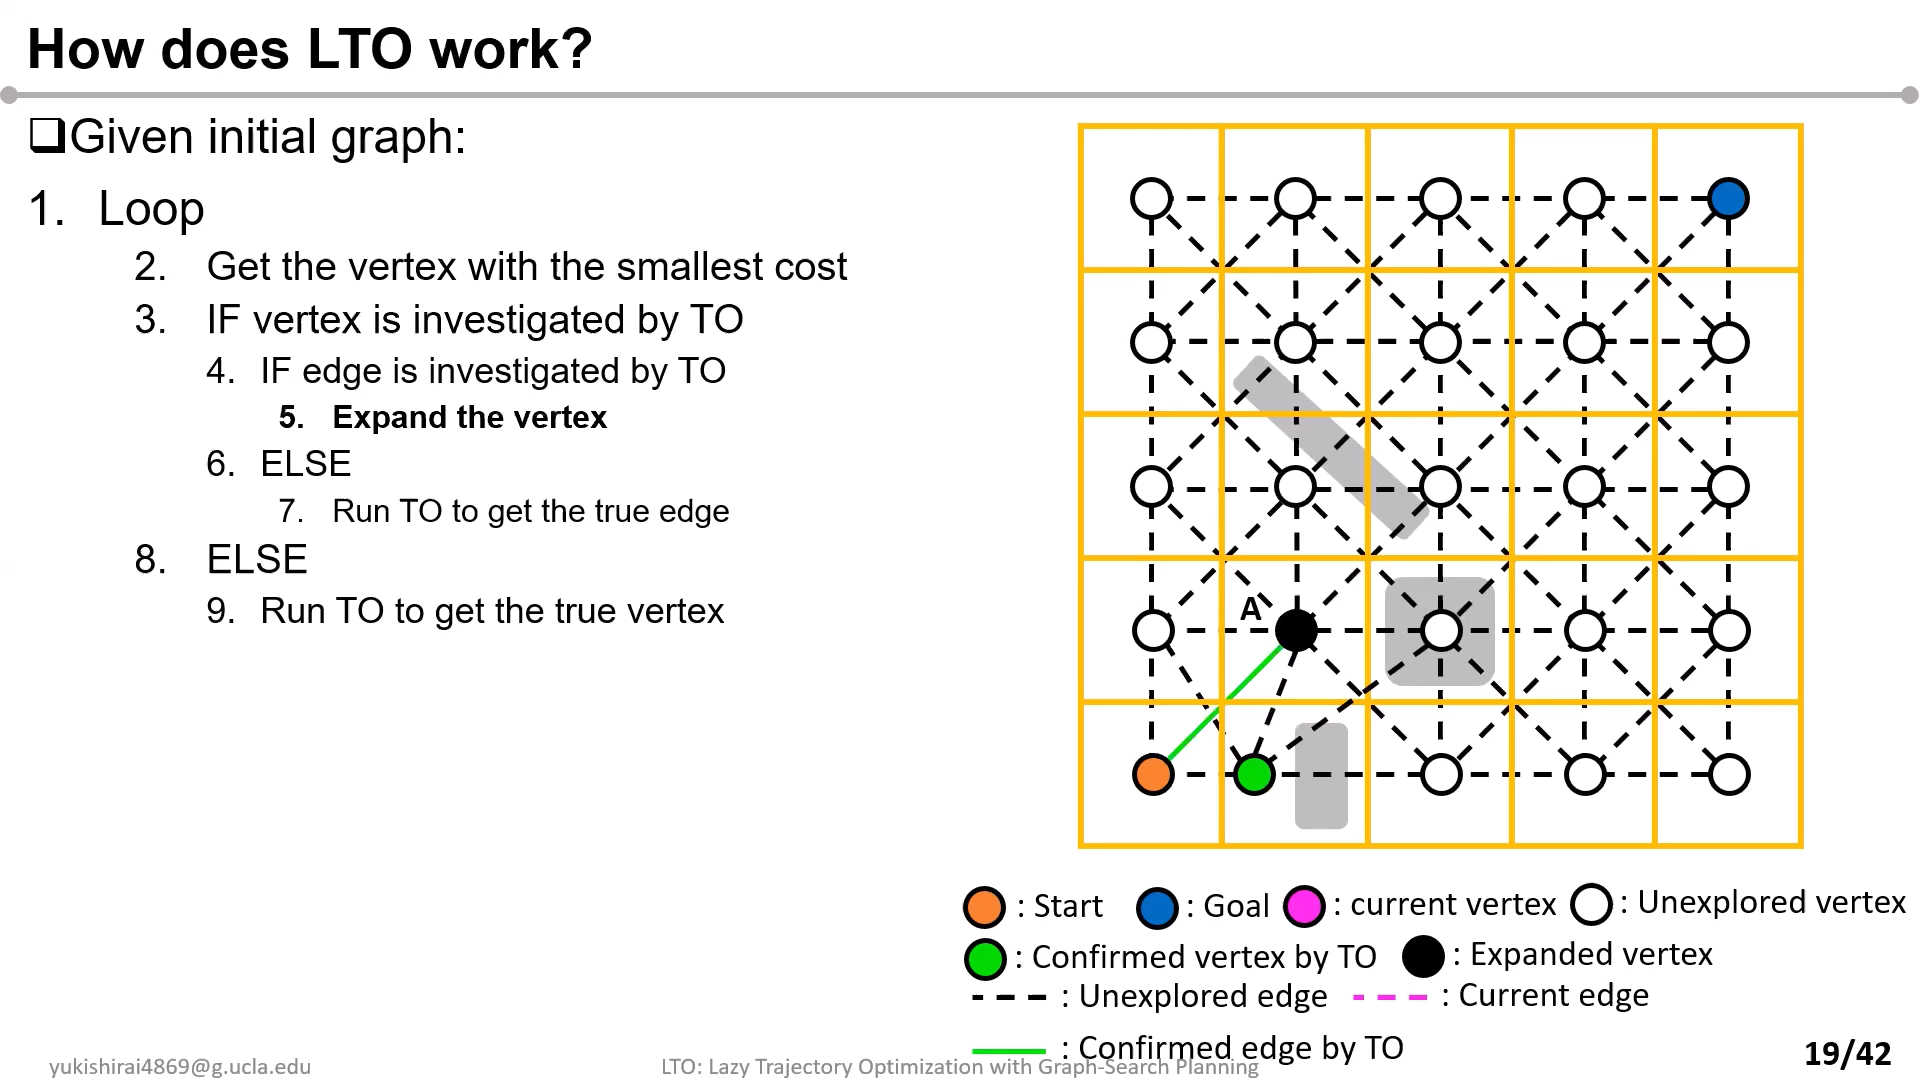 How does LTO work?
❑Given initial graph:
1. Loop
2. Get the vertex with the smallest cost
3. IF vertex is investigated by TO
4. IF edge is investigated by TO
5. Expand the vertex
6. ELSE
7. Run TO to get the true edge
8. ELSE
9. Run TO to get the true vertex
A
: Start : Goal : current vertex : Unexplored vertex
: Confirmed vertex by TO : Expanded vertex
: Unexplored edge : Current edge
: Confirmed edge by TO
yukishirai4869@g.ucla.edu LTO: Lazy Trajectory Optimization with Graph-Search Planning 19/42